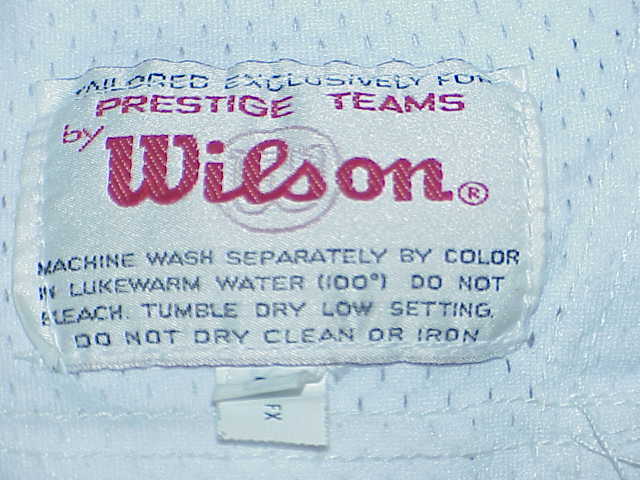 TAILORED EXCLUSIVELY FOR
PRESTIGE TEAMS
by Wilson®
MACHINE WASH SEPARATELY BY COLOR
IN LUKEWARM WATER (100°) DO NOT
BLEACH. TUMBLE DRY LOW SETTING.
DO NOT DRY CLEAN OR IRON
FX